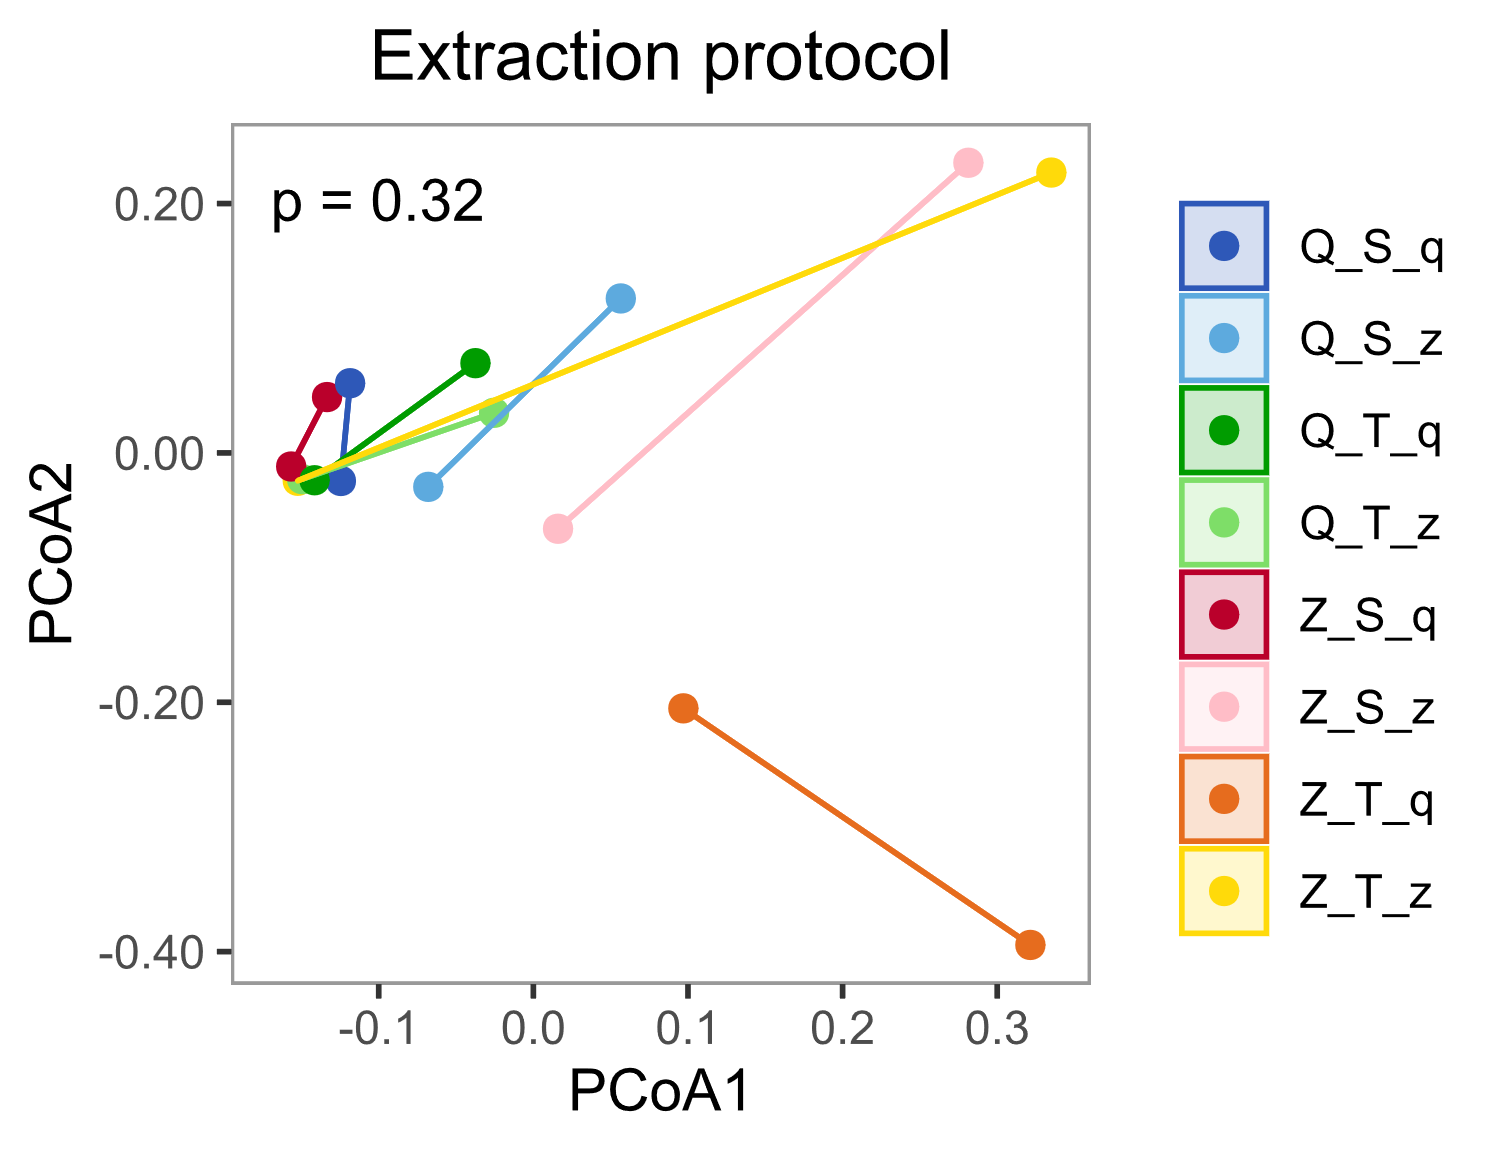 Extraction protocol
p = 0.32
0.20
0.00
-0.20
-0.40
PCoA2
-0.1 0.0 0.1 0.2 0.3
PCoA1
Q_S_q
Q_S_z
Q_T_q
Q_T_z
Z_S_q
Z_S_z
Z_T_q
Z_T_z